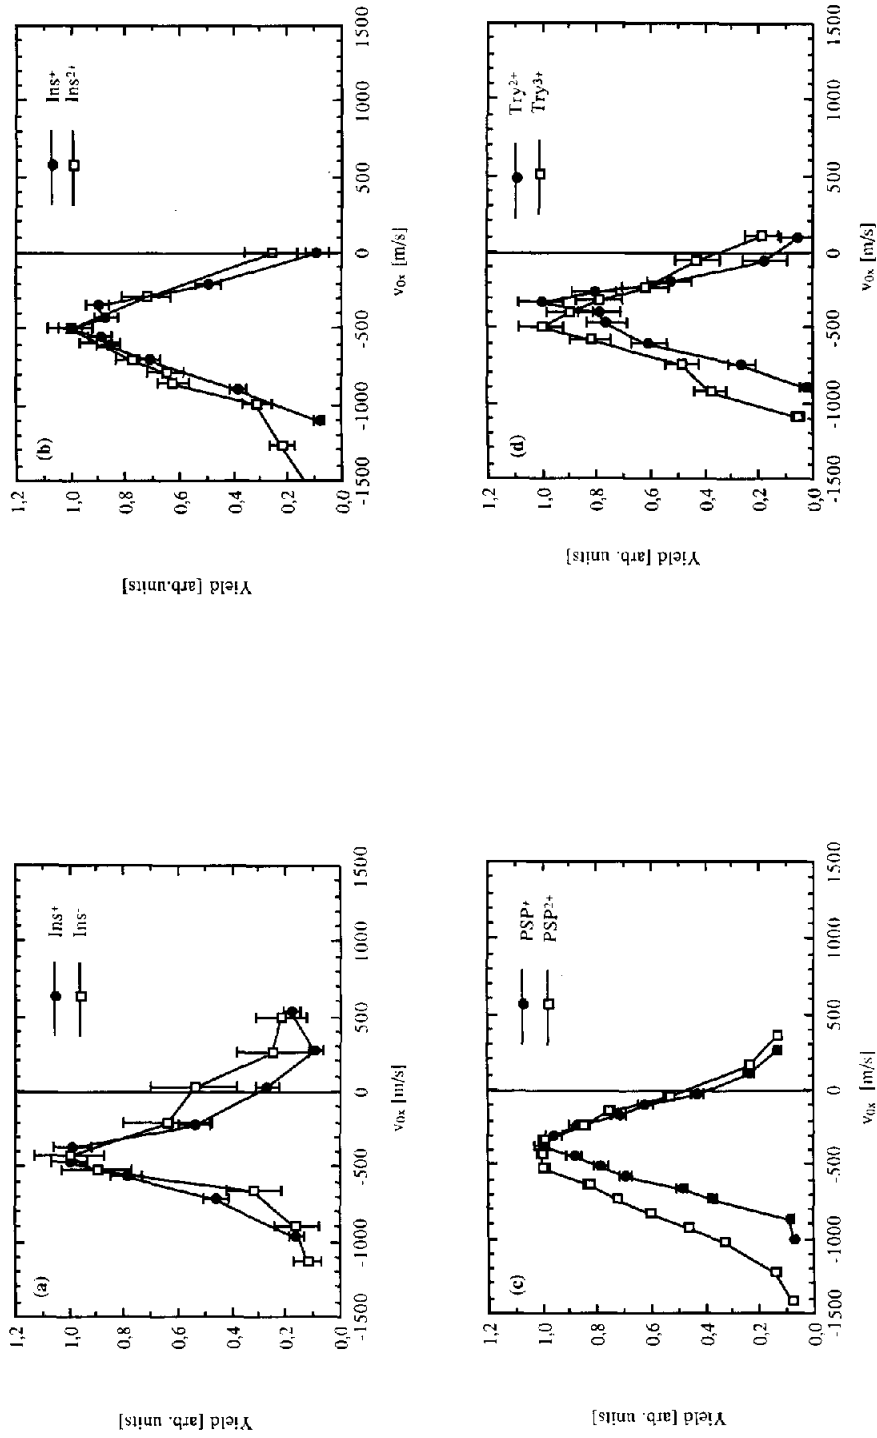 (a)
Yield [arb. units]
1,2
1,0
0,8
0,6
0,4
0,2
0,0
-1500
-1000
-500
0
500
1000
1500
v0x [m/s]
Ins+
Ins-
(b)
Yield [arb.units]
1,2
1,0
0,8
0,6
0,4
0,2
0,0
-1500
-1000
-500
0
500
1000
1500
v0x [m/s]
Ins+
Ins2+
(c)
Yield [arb. units]
1,2
1,0
0,8
0,6
0,4
0,2
0,0
-1500
-1000
-500
0
500
1000
1500
v0x [m/s]
PSP+
PSP2+
(d)
Yield [arb. units]
1,2
1,0
0,8
0,6
0,4
0,2
0,0
-1500
-1000
-500
0
500
1000
1500
v0x [m/s]
Try2+
Try3+